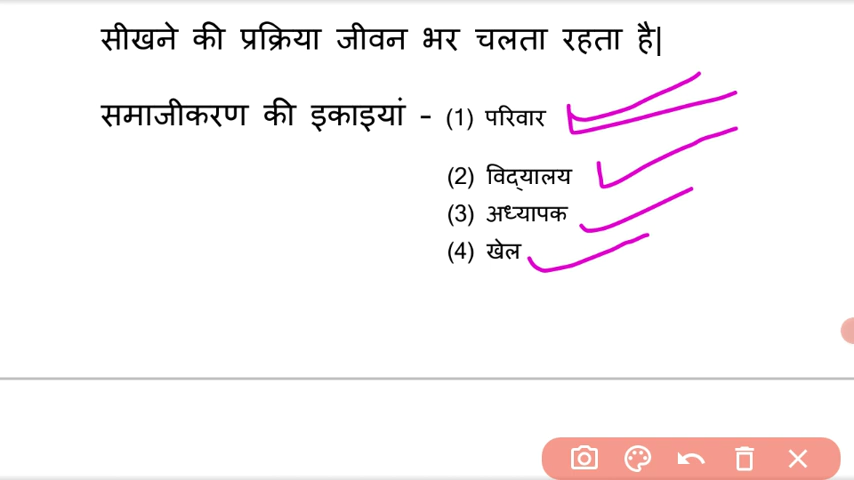 सीखने की प्रक्रिया जीवन भर चलता रहता है|
समाजीकरण की इकाइयां - (1) परिवार
(2) विद्यालय
(3) अध्यापक
(4) खेल